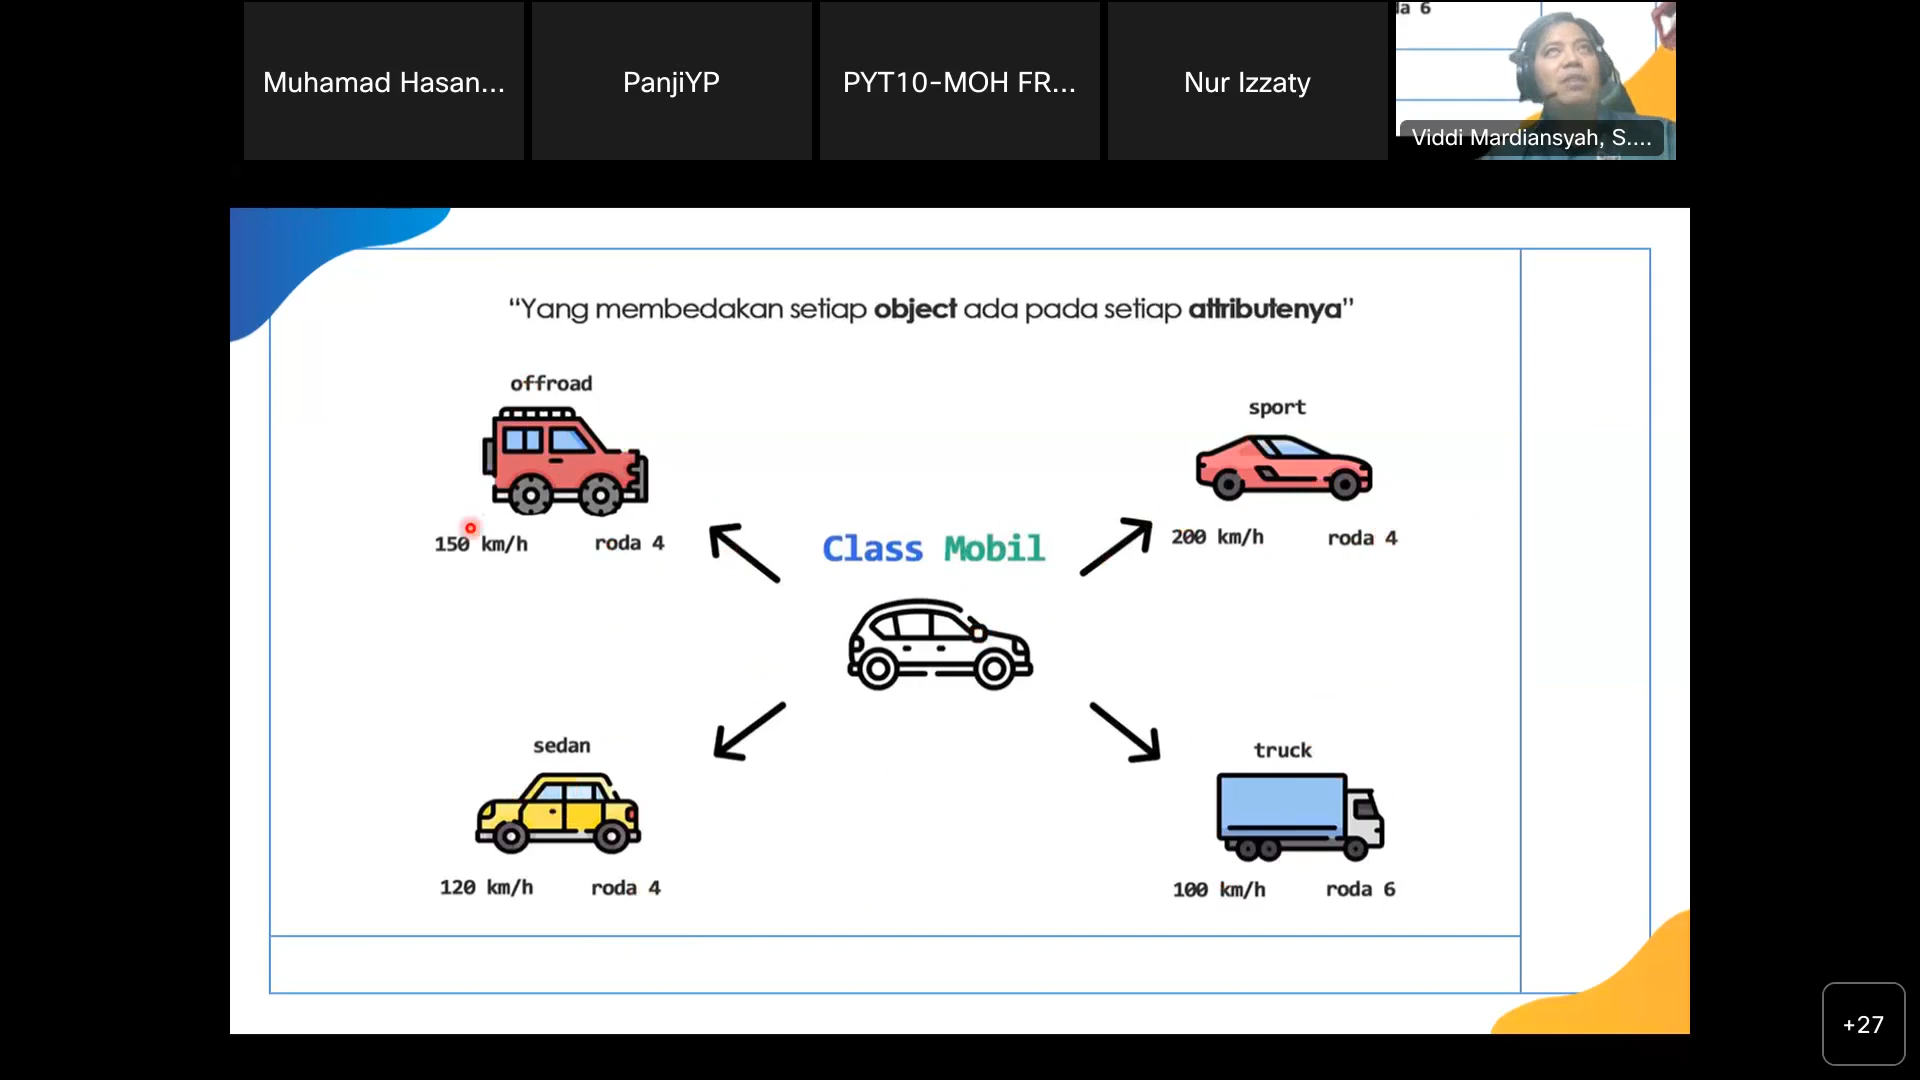 Muhamad Hasan...
PanjiYP
PYT10-MOH FR...
Nur Izzaty
la 6
Viddi Mardiansyah, S....
“Yang membedakan setiap object ada pada setiap attributenya”
offroad
150 km/h roda 4
sport
200 km/h roda 4
Class Mobil
sedan
120 km/h roda 4
truck
100 km/h roda 6
+27